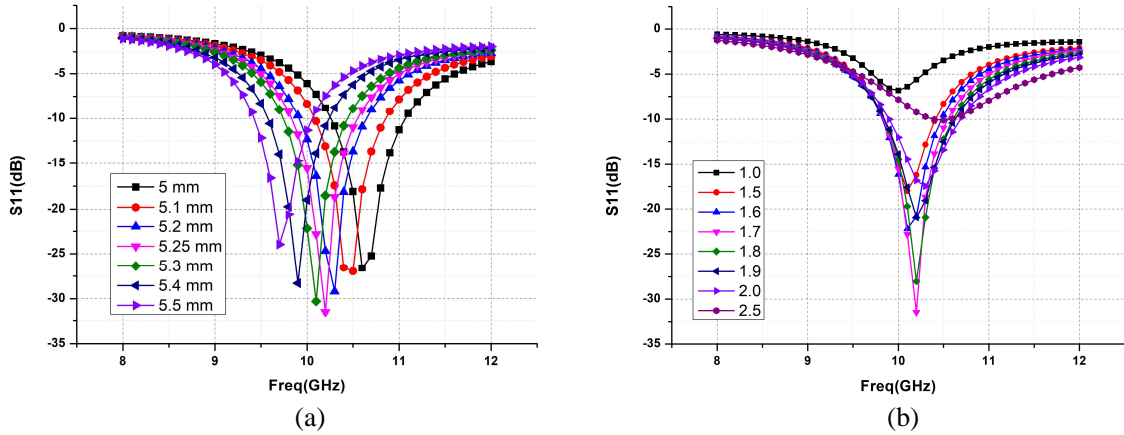 0
-5
-10
-15
-20
-25
-30
-35
S11(dB)
5 mm
5.1 mm
5.2 mm
5.25 mm
5.3 mm
5.4 mm
5.5 mm
8 9 10 11 12
Freq(GHz)
(a)
0
-5
-10
-15
-20
-25
-30
-35
S11(dB)
1.0
1.5
1.6
1.7
1.8
1.9
2.0
2.5
8 9 10 11 12
Freq(GHz)
(b)